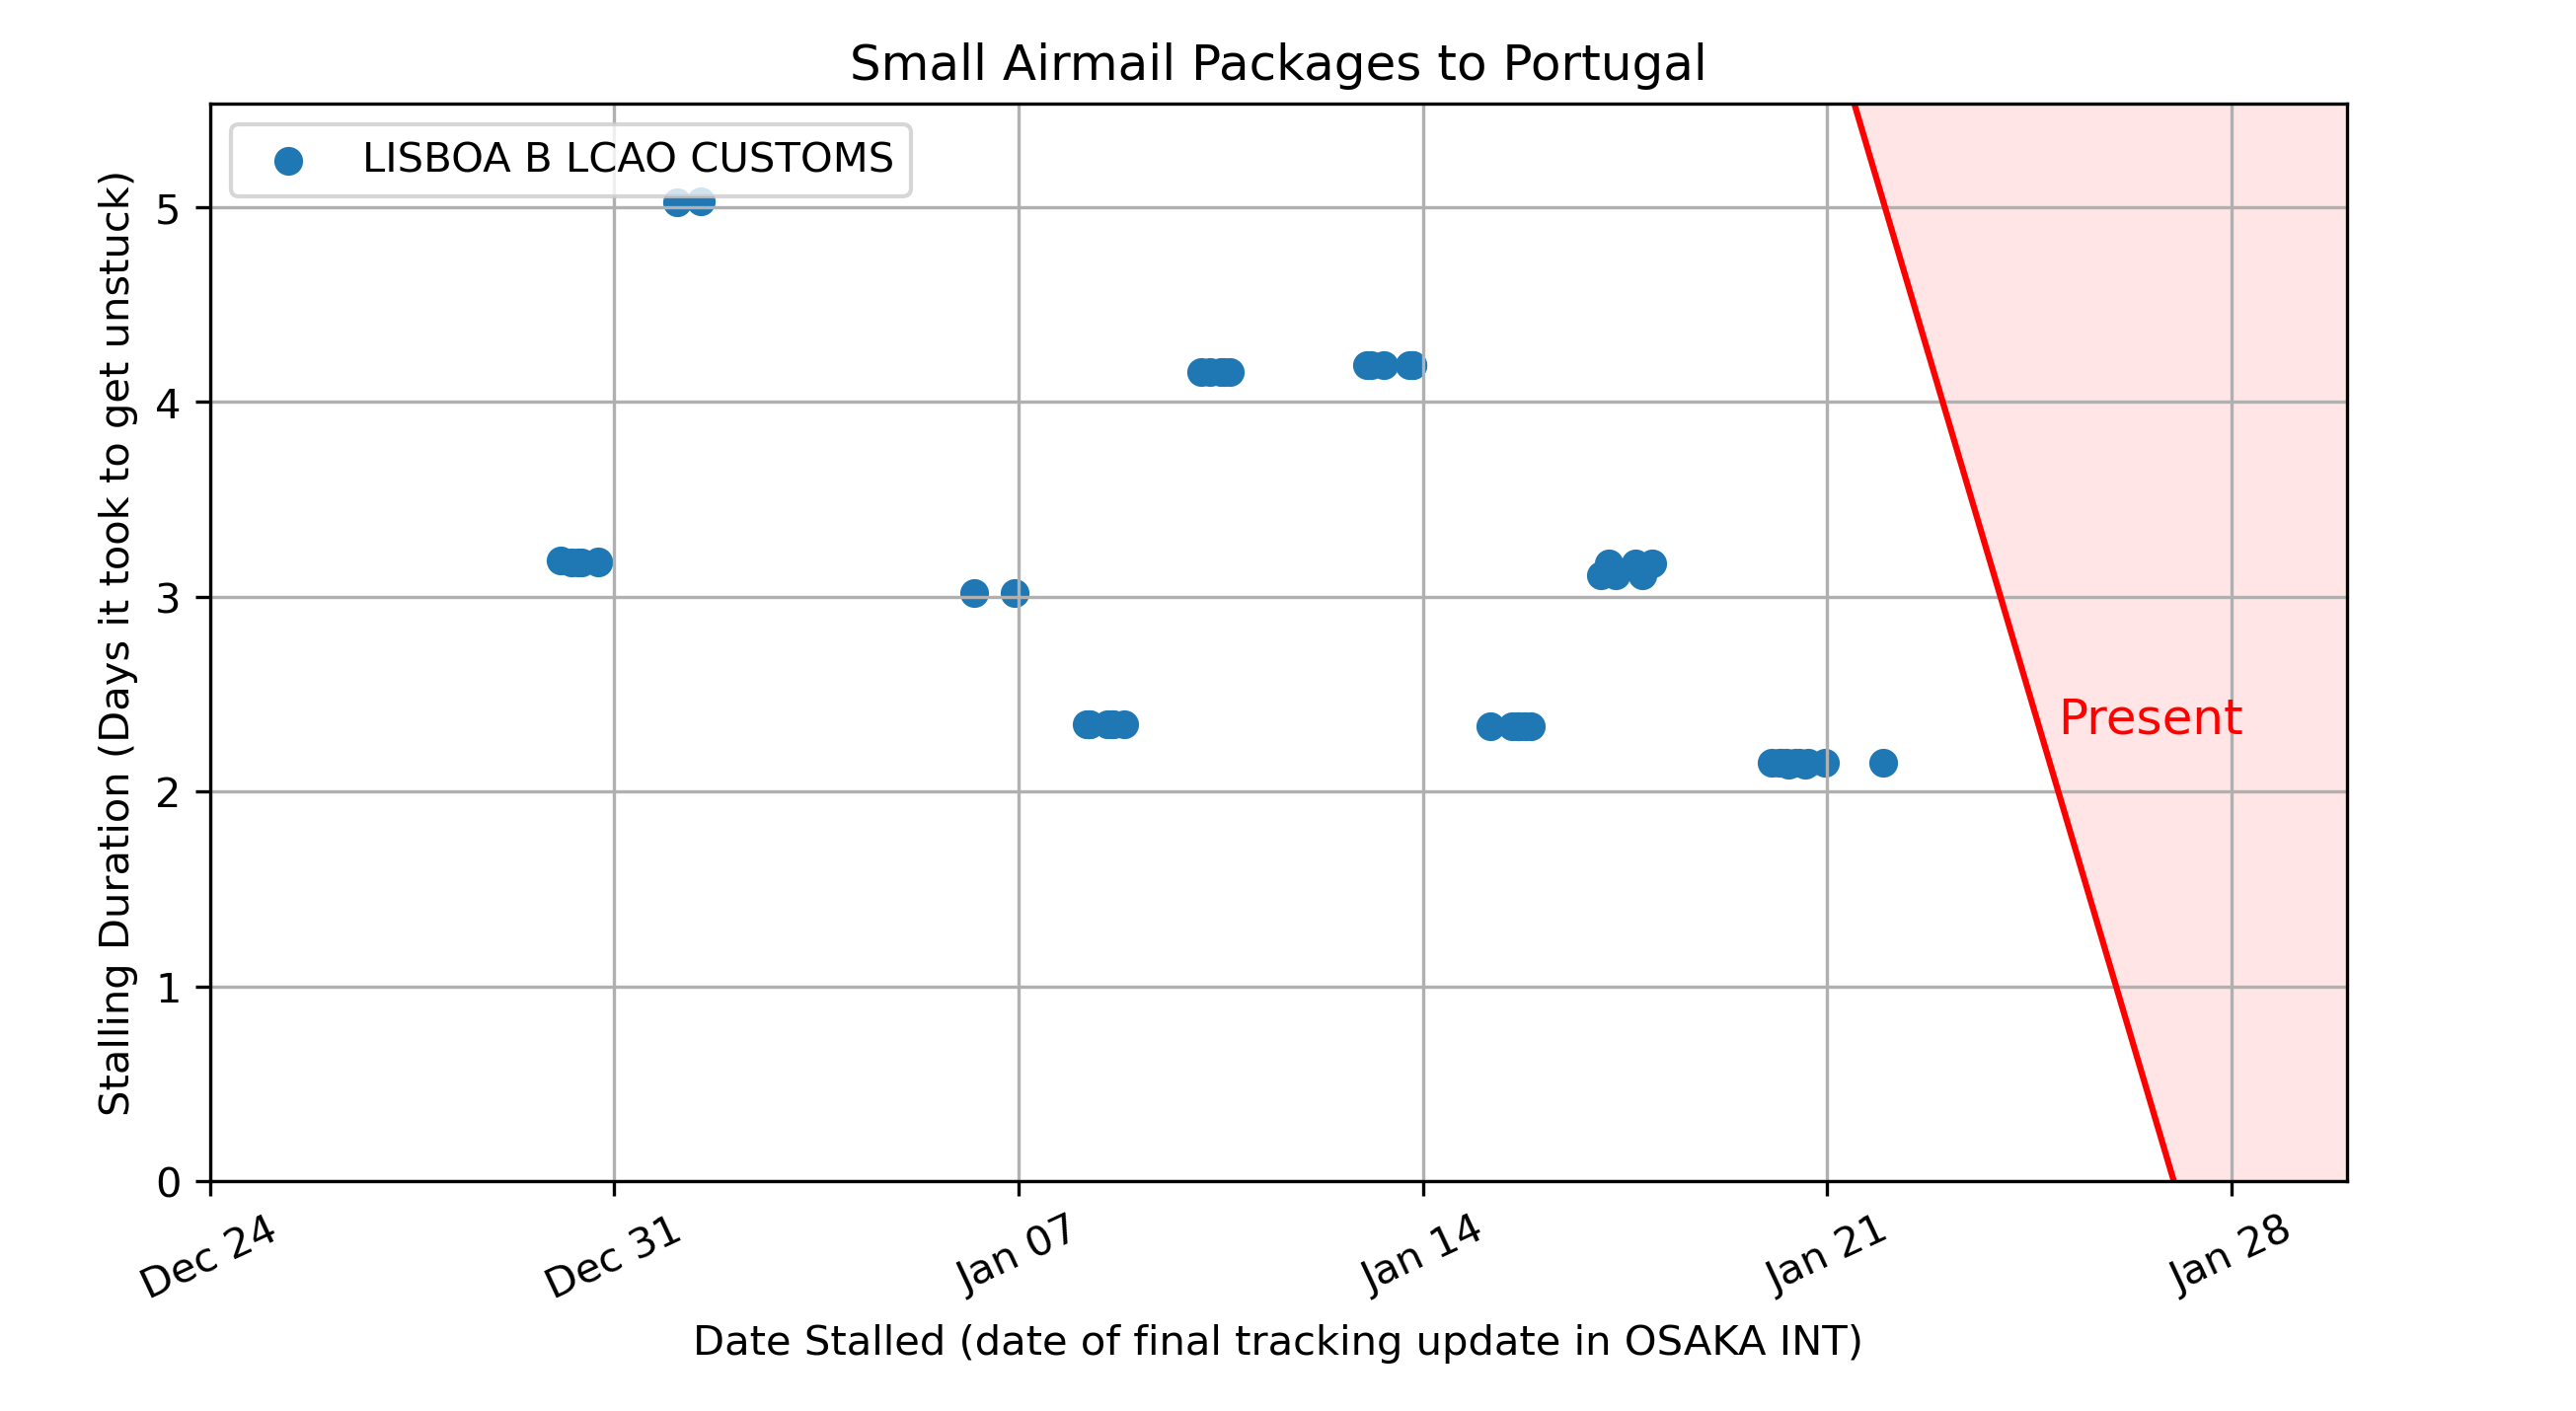 Small Airmail Packages to Portugal
LISBOA B LCAO CUSTOMS
Stalling Duration (Days it took to get unstuck)
5
4
3
2
1
0
Present
Dec 24
Dec 31
Jan 07
Jan 14
Jan 21
Jan 28
Date Stalled (date of final tracking update in OSAKA INT)